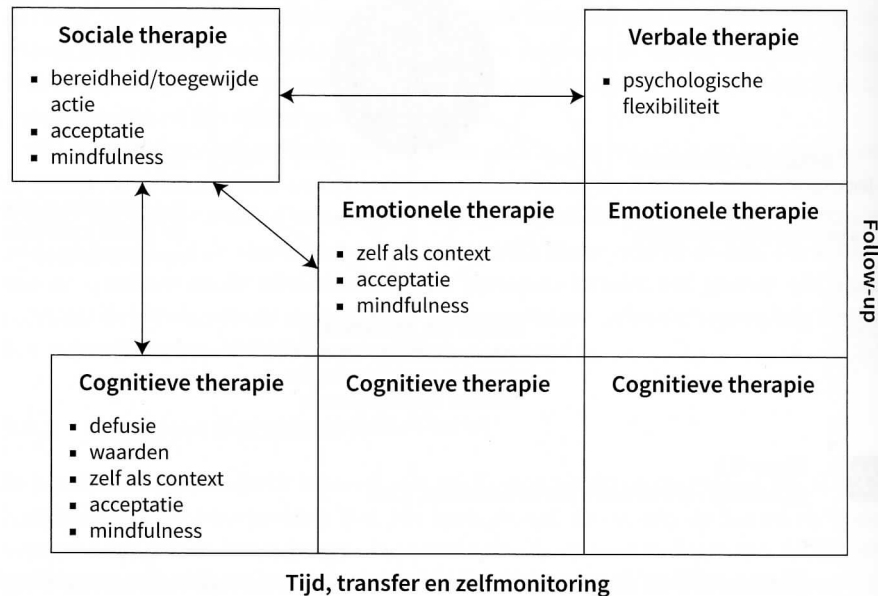 Sociale therapie
▪ bereidheid/toegewijde
actie
▪ acceptatie
▪ mindfulness
Verbale therapie
▪ psychologische
flexibiliteit
Emotionele therapie
▪ zelf als context
▪ acceptatie
▪ mindfulness
Emotionele therapie
Follow-up
Cognitieve therapie
▪ defusie
▪ waarden
▪ zelf als context
▪ acceptatie
▪ mindfulness
Cognitieve therapie
Cognitieve therapie
Tijd, transfer en zelfmonitoring